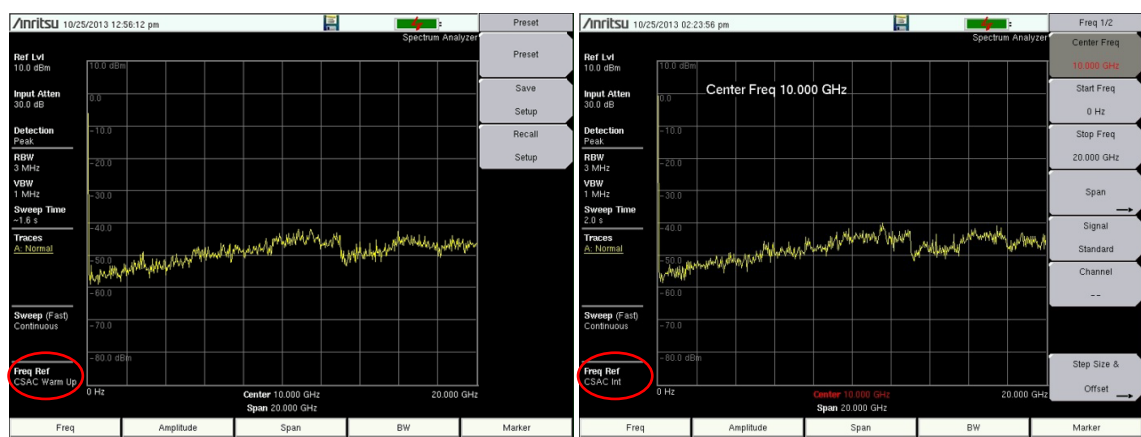 Anritsu 10/25/2013 12:56:12 pm
Spectrum Analyzer
Ref Lvl
10.0 dBm
Input Atten
30.0 dB
Detection
Peak
RBW
3 MHz
VBW
1 MHz
Sweep Time
~1.6 s
Traces
A: Normal
Sweep (Fast)
Continuous
Freq Ref
CSAC Warm Up
10.0 dBm
0.0
-10.0
-20.0
-30.0
-40.0
-50.0
-60.0
-70.0
-80.0 dBm
0 Hz
Center 10.000 GHz
20.000 GHz
Span 20.000 GHz
Preset
Preset
Save
Setup
Recall
Setup
Freq
Amplitude
Span
BW
Marker
Anritsu 10/25/2013 02:23:56 pm
Spectrum Analyzer
Ref Lvl
10.0 dBm
Input Atten
30.0 dB
Detection
Peak
RBW
3 MHz
VBW
1 MHz
Sweep Time
2.0 s
Traces
A: Normal
Sweep (Fast)
Continuous
Freq Ref
CSAC Int
10.0 dBm
Center Freq 10.000 GHz
0.0
-10.0
-20.0
-30.0
-40.0
-50.0
-60.0
-70.0
-80.0 dBm
0 Hz
Center 10.000 GHz
20.000 GHz
Span 20.000 GHz
Freq 1/2
Center Freq
10.000 GHz
Start Freq
0 Hz
Stop Freq
20.000 GHz
Span
Signal
Standard
Channel
--
Step Size &
Offset
Freq
Amplitude
Span
BW
Marker